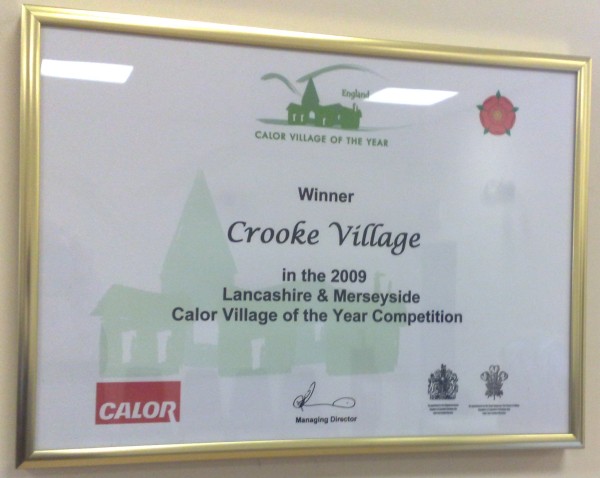 England
CALOR VILLAGE OF THE YEAR
Winner
Crooke Village
in the 2009
Lancashire & Merseyside
Calor Village of the Year Competition
CALOR
Managing Director